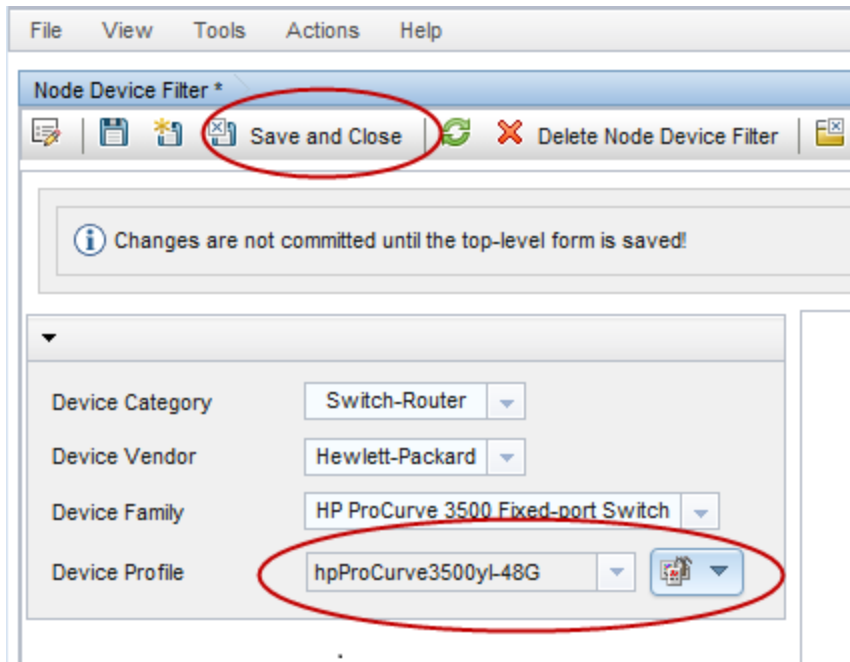 File View Tools Actions Help
Node Device Filter *
Save and Close Delete Node Device Filter
Changes are not committed until the top-level form is saved!
Device Category Switch-Router
Device Vendor Hewlett-Packard
Device Family HP ProCurve 3500 Fixed-port Switch
Device Profile hpProCurve3500yl-48G